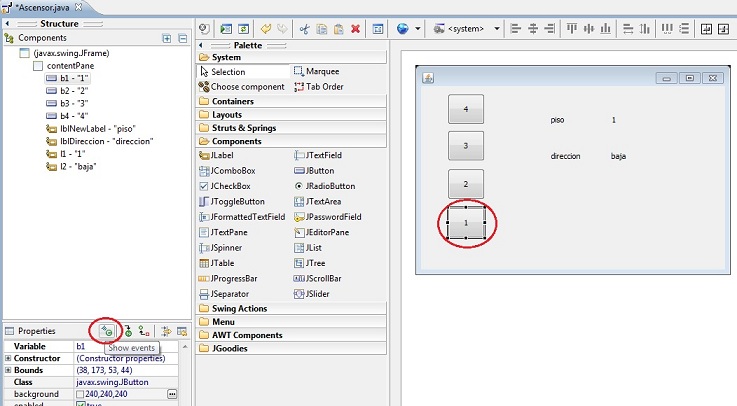 *Ascensor.java
Structure
Components
(javax.swing.JFrame)
contentPane
b1 - "1"
b2 - "2"
b3 - "3"
b4 - "4"
lblNewLabel - "piso"
lblDireccion - "direccion"
l1 - "1"
l2 - "baja"
Properties
Show events
Variable b1
Constructor (Constructor properties)
Bounds (38, 173, 53, 44)
Class javax.swing.JButton
background 240,240,240 ...
enabled true
<system>
Palette
System
Selection Marquee
Choose component Tab Order
Containers
Layouts
Struts & Springs
Components
JLabel JTextField
JComboBox JButton
JCheckBox JRadioButton
JToggleButton JTextArea
JFormattedTextField JPasswordField
JTextPane JEditorPane
JSpinner JList
JTable JTree
JProgressBar JScrollBar
JSeparator JSlider
Swing Actions
Menu
AWT Components
JGoodies
4
piso 1
3
direccion baja
2
1